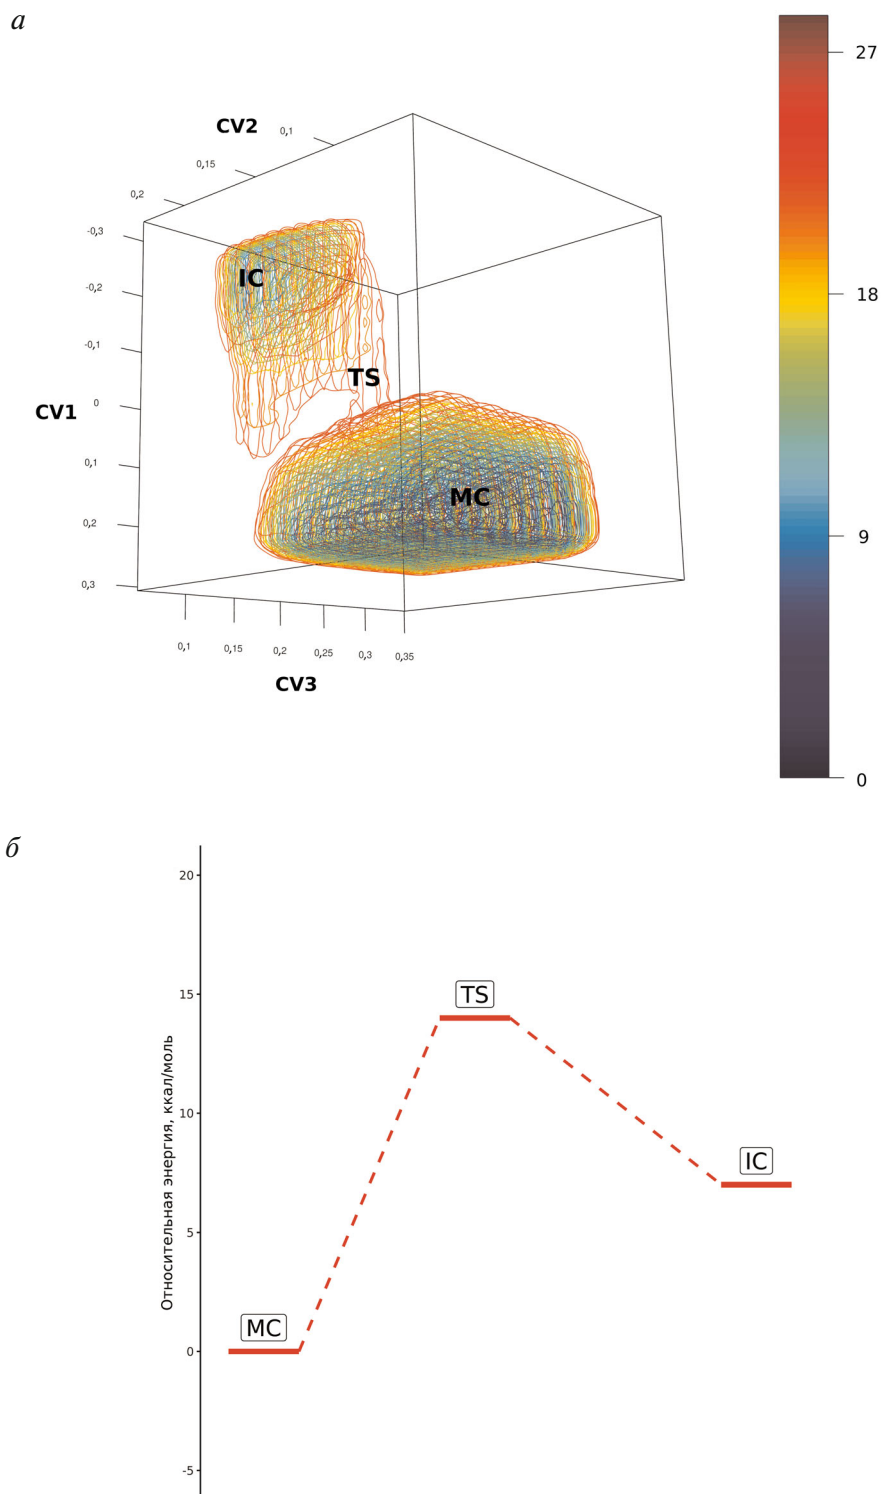 а
27
CV2
0,1
0,15
0,2
-0,3
IC
-0,2
18
-0,1
TS
0
CV1
0,1
MC
0,2
9
0,3
0,1
0,15
0,2
0,25
0,3
0,35
CV3
0
б
20
TS
15
Относительная энергия, ккал/моль
10
IC
5
MC
0
-5